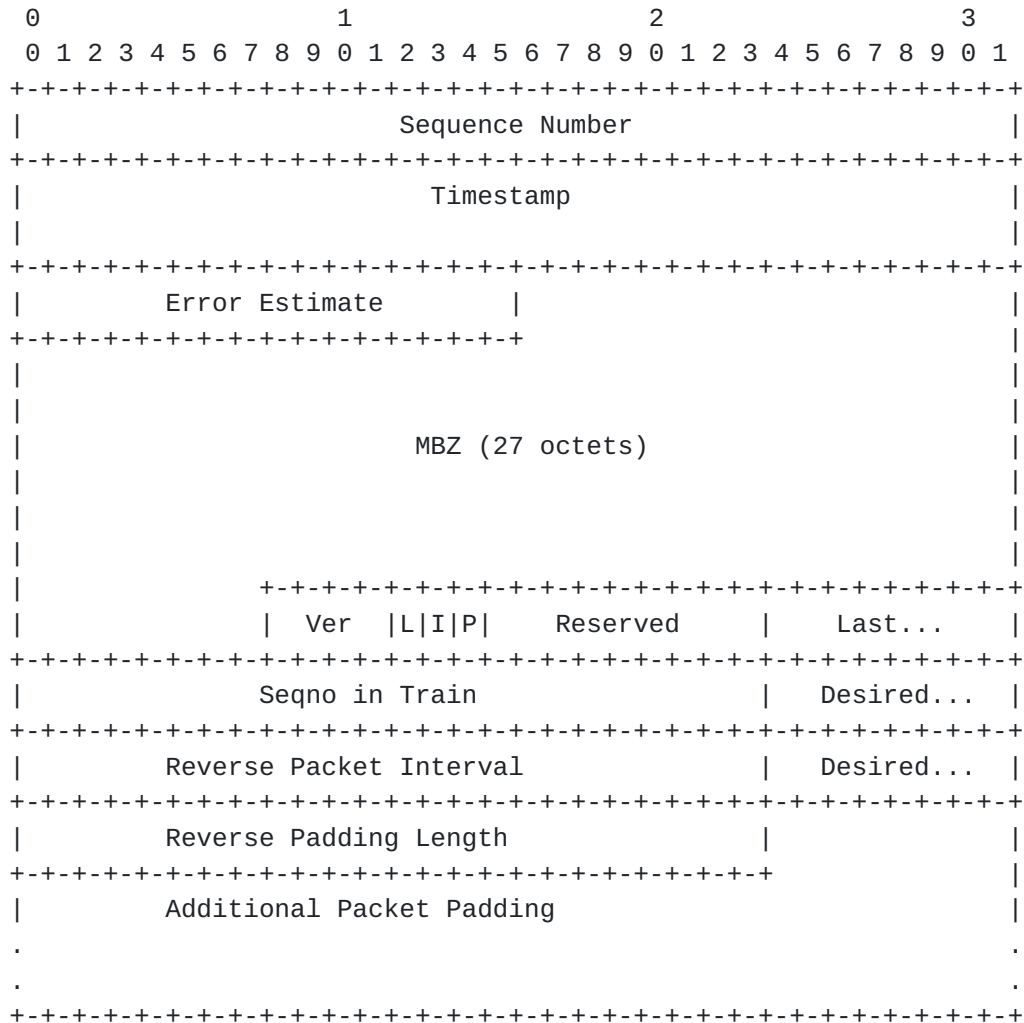 0                   1                   2                   3
 0 1 2 3 4 5 6 7 8 9 0 1 2 3 4 5 6 7 8 9 0 1 2 3 4 5 6 7 8 9 0 1
+-+-+-+-+-+-+-+-+-+-+-+-+-+-+-+-+-+-+-+-+-+-+-+-+-+-+-+-+-+-+-+-+
|                        Sequence Number                        |
+-+-+-+-+-+-+-+-+-+-+-+-+-+-+-+-+-+-+-+-+-+-+-+-+-+-+-+-+-+-+-+-+
|                          Timestamp                            |
|                                                               |
+-+-+-+-+-+-+-+-+-+-+-+-+-+-+-+-+-+-+-+-+-+-+-+-+-+-+-+-+-+-+-+-+
|         Error Estimate        |                               |
+-+-+-+-+-+-+-+-+-+-+-+-+-+-+-+-+                               |
|                                                               |
|                                                               |
|                         MBZ (27 octets)                       |
|                                                               |
|                                                               |
|                                                               |
|               +-+-+-+-+-+-+-+-+-+-+-+-+-+-+-+-+-+-+-+-+-+-+-+-+
|               |  Ver  |L|I|P|    Reserved     |    Last...    |
+-+-+-+-+-+-+-+-+-+-+-+-+-+-+-+-+-+-+-+-+-+-+-+-+-+-+-+-+-+-+-+-+
|               Seqno in Train                  |   Desired...  |
+-+-+-+-+-+-+-+-+-+-+-+-+-+-+-+-+-+-+-+-+-+-+-+-+-+-+-+-+-+-+-+-+
|         Reverse Packet Interval               |   Desired...  |
+-+-+-+-+-+-+-+-+-+-+-+-+-+-+-+-+-+-+-+-+-+-+-+-+-+-+-+-+-+-+-+-+
|         Reverse Padding Length                |               |
+-+-+-+-+-+-+-+-+-+-+-+-+-+-+-+-+-+-+-+-+-+-+-+-+               |
|         Additional Packet Padding                             |
.                                                               .
.                                                               .
+-+-+-+-+-+-+-+-+-+-+-+-+-+-+-+-+-+-+-+-+-+-+-+-+-+-+-+-+-+-+-+-+